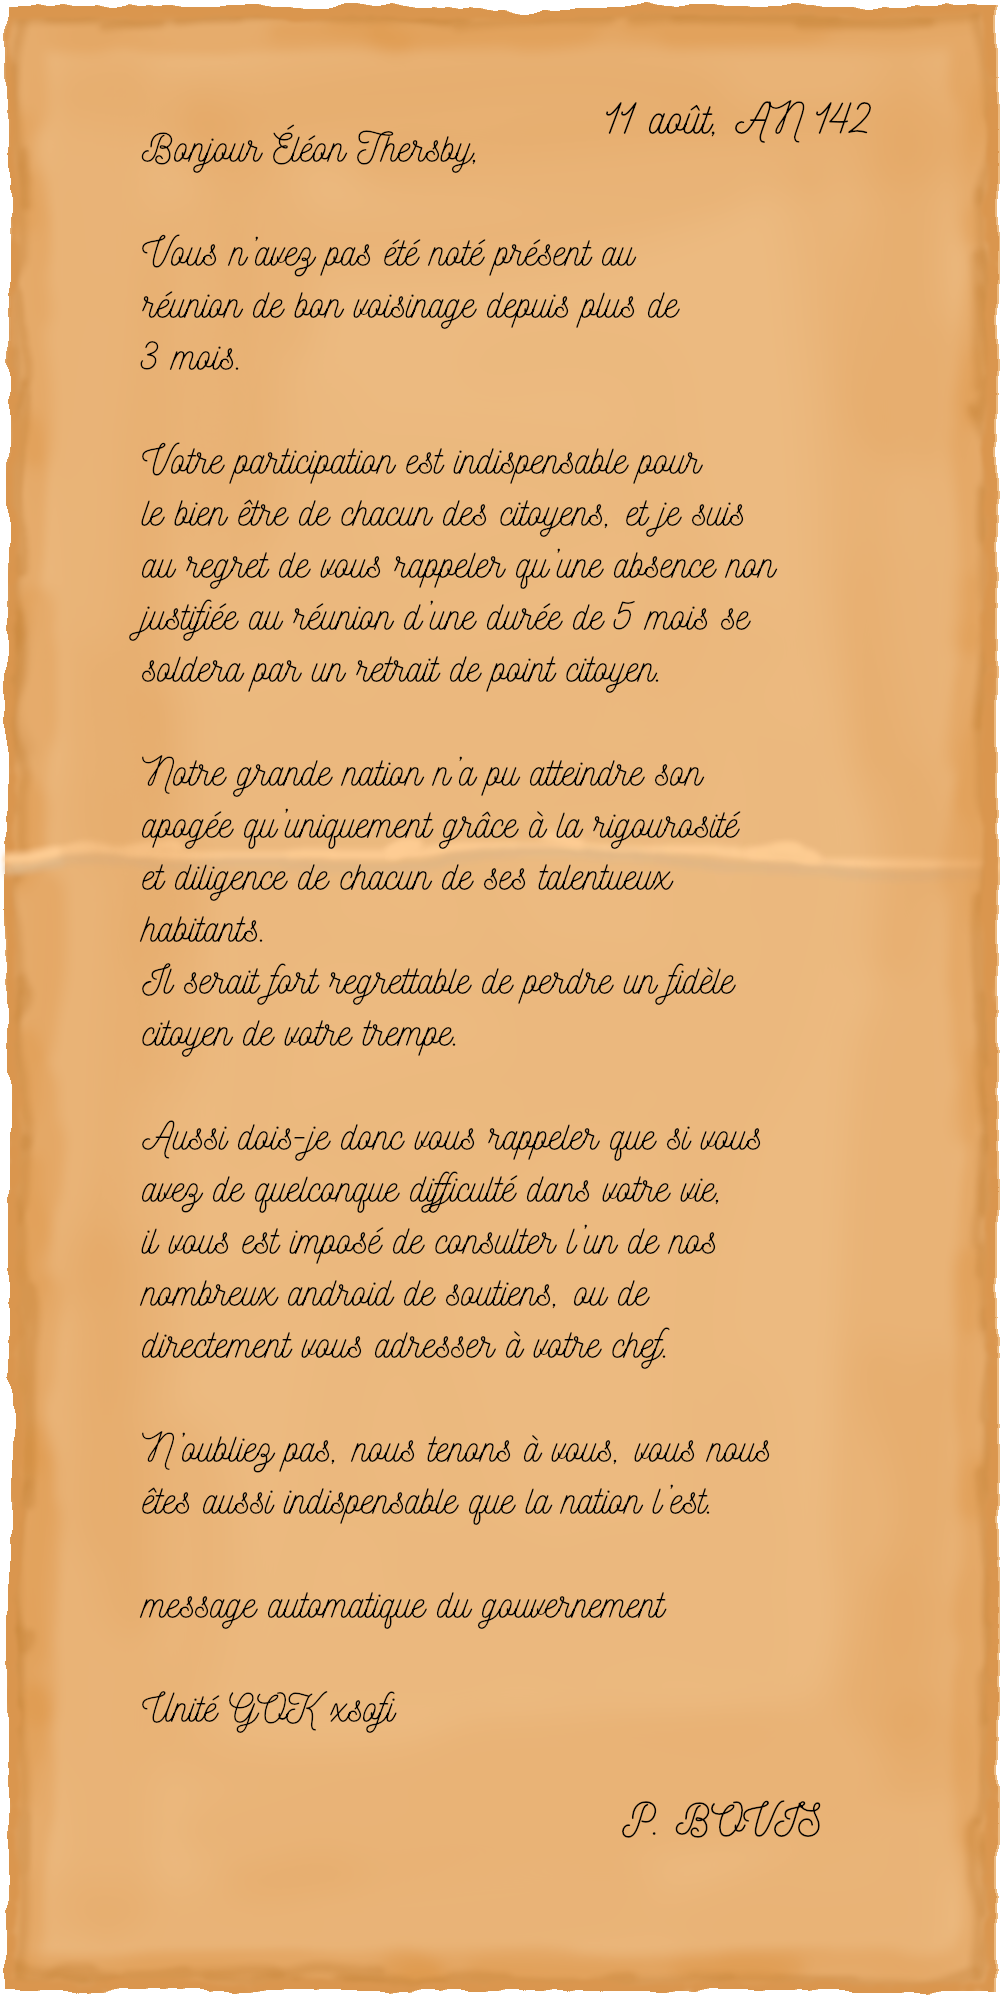 11 août, AN 142
Bonjour Éléon Thersby,
Vous n'avez pas été noté présent au
réunion de bon voisinage depuis plus de
3 mois.
Votre participation est indispensable pour
le bien être de chacun des citoyens, et je suis
au regret de vous rappeler qu'une absence non
justifiée au réunion d'une durée de 5 mois se
soldera par un retrait de point citoyen.
Notre grande nation n'a pu atteindre son
apogée qu'uniquement grâce à la rigourosité
et diligence de chacun de ses talentueux
habitants.
Il serait fort regrettable de perdre un fidèle
citoyen de votre trempe.
Aussi dois-je donc vous rappeler que si vous
avez de quelconque difficulté dans votre vie,
il vous est imposé de consulter l'un de nos
nombreux android de soutiens, ou de
directement vous adresser à votre chef.
N'oubliez pas, nous tenons à vous, vous nous
êtes aussi indispensable que la nation l'est.
message automatique du gouvernement
Unité GOK xsofi
P. BOVIS